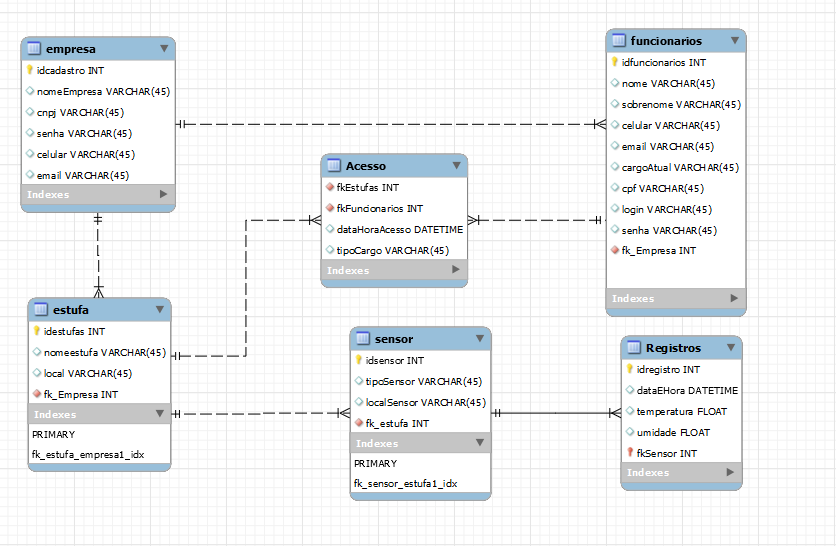 empresa
idcadastro INT
nomeEmpresa VARCHAR(45)
cnpj VARCHAR(45)
senha VARCHAR(45)
celular VARCHAR(45)
email VARCHAR(45)
Indexes
funcionarios
idfuncionarios INT
nome VARCHAR(45)
sobrenome VARCHAR(45)
celular VARCHAR(45)
email VARCHAR(45)
cargoAtual VARCHAR(45)
cpf VARCHAR(45)
login VARCHAR(45)
senha VARCHAR(45)
fk_Empresa INT
Indexes
Acesso
fkEstufas INT
fkFuncionarios INT
dataHoraAcesso DATETIME
tipoCargo VARCHAR(45)
Indexes
estufa
idestufas INT
nomeestufa VARCHAR(45)
local VARCHAR(45)
fk_Empresa INT
Indexes
PRIMARY
fk_estufa_empresa1_idx
sensor
idsensor INT
tipoSensor VARCHAR(45)
localSensor VARCHAR(45)
fk_estufa INT
Indexes
PRIMARY
fk_sensor_estufa1_idx
Registros
idregistro INT
dataEHora DATETIME
temperatura FLOAT
umidade FLOAT
fkSensor INT
Indexes